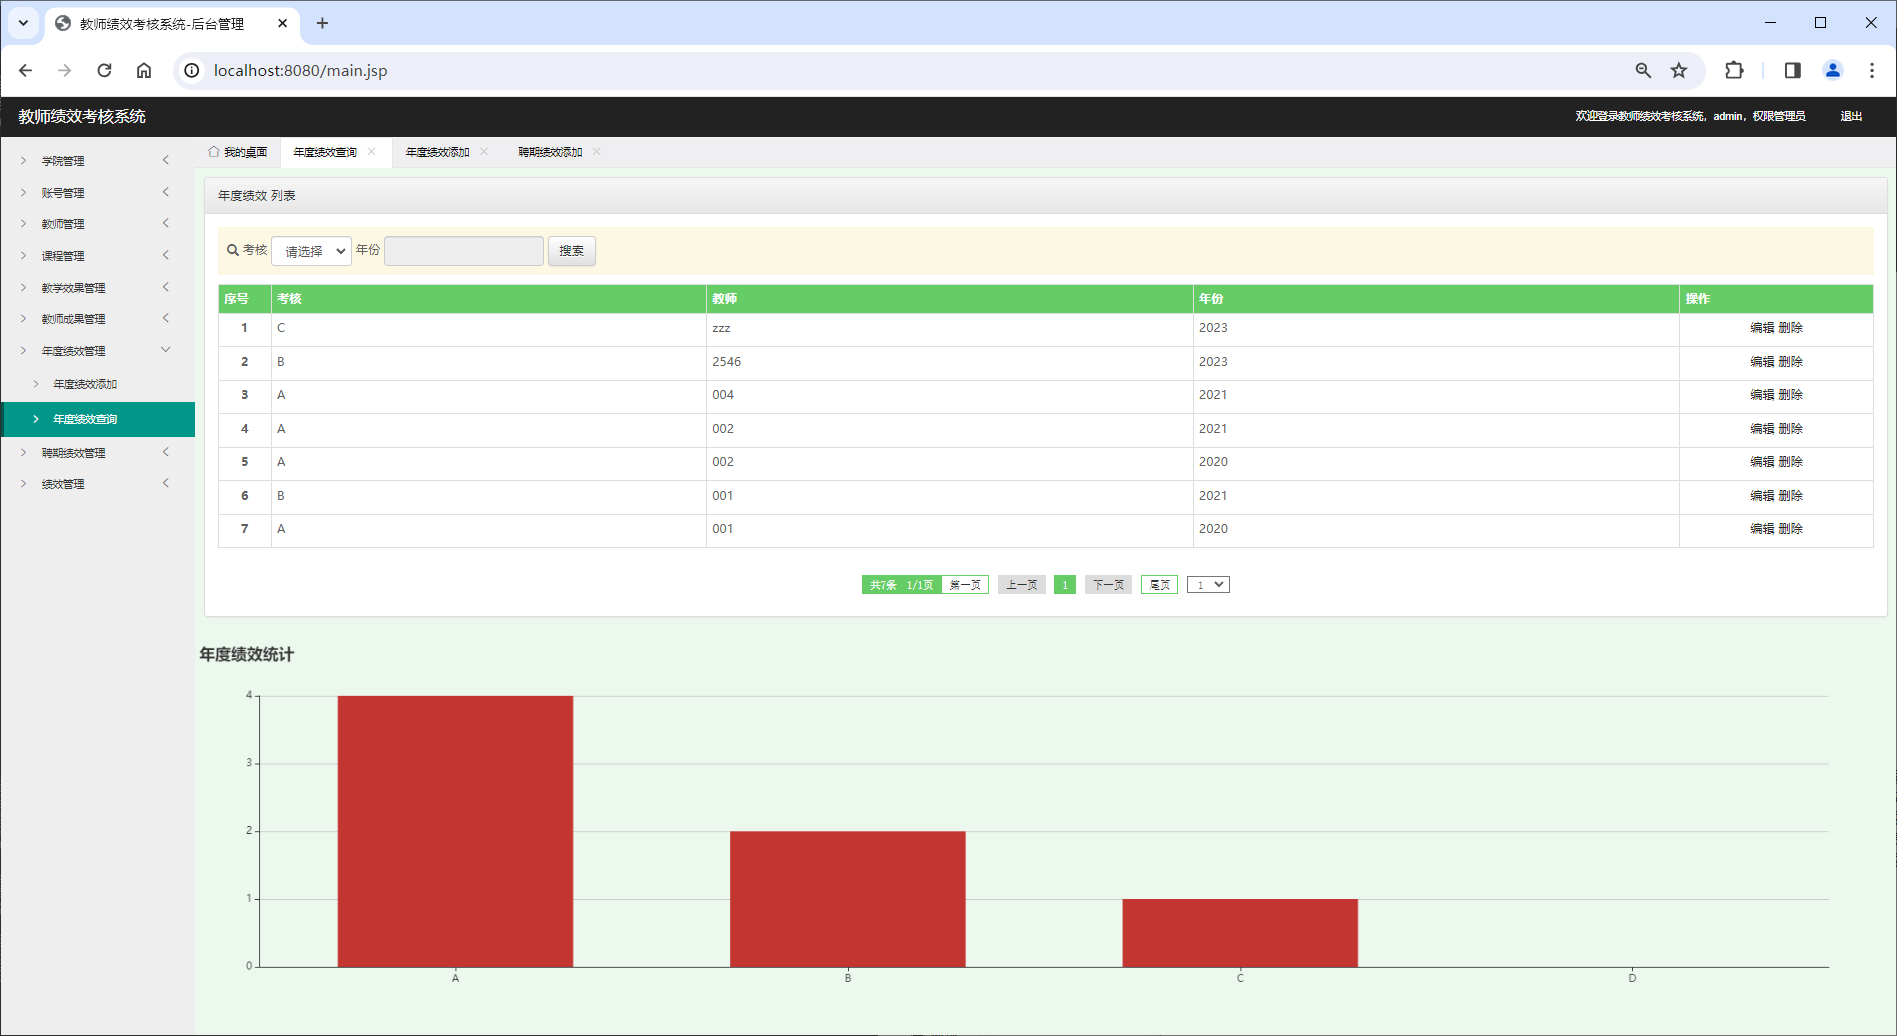 教师绩效考核系统-后台管理
localhost:8080/main.jsp
教师绩效考核系统
欢迎登录教师绩效考核系统，admin，权限管理员 退出
学院管理
账号管理
教师管理
课程管理
教学效果管理
教师成果管理
年度绩效管理
年度绩效添加
年度绩效查询
聘期绩效管理
绩效管理
我的桌面 年度绩效查询 年度绩效添加 聘期绩效添加
年度绩效 列表
考核 请选择 年份 搜索
序号 考核 教师 年份 操作
1 C zzz 2023 编辑 删除
2 B 2546 2023 编辑 删除
3 A 004 2021 编辑 删除
4 A 002 2021 编辑 删除
5 A 002 2020 编辑 删除
6 B 001 2021 编辑 删除
7 A 001 2020 编辑 删除
共7条 1/1页 第一页 上一页 1 下一页 尾页 1
年度绩效统计
4
3
2
1
0
A B C D